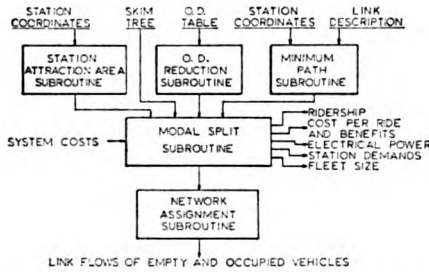 STATION COORDINATES
SKIM TREE
O.D. TABLE
STATION COORDINATES
LINK DESCRIPTION
STATION
ATTRACTION AREA
SUBROUTINE
O. D.
REDUCTION
SUBROUTINE
MINIMUM
PATH
SUBROUTINE
SYSTEM COSTS
MODAL SPLIT
SUBROUTINE
RIDERSHIP
COST PER RIDE
AND BENEFITS
ELECTRICAL POWER
STATION DEMANDS
FLEET SIZE
NETWORK
ASSIGNMENT
SUBROUTINE
LINK FLOWS OF EMPTY AND OCCUPIED VEHICLES